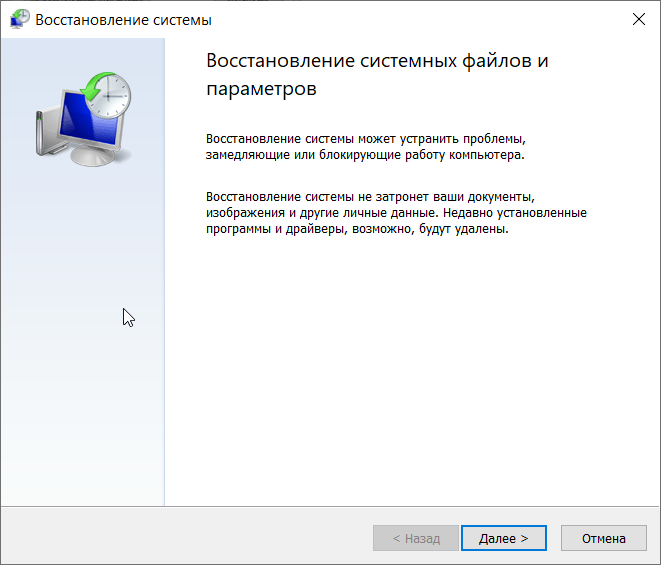 Восстановление системы
Восстановление системных файлов и
параметров
Восстановление системы может устранить проблемы,
замедляющие или блокирующие работу компьютера.
Восстановление системы не затронет ваши документы,
изображения и другие личные данные. Недавно установленные
программы и драйверы, возможно, будут удалены.
< Назад Далее > Отмена